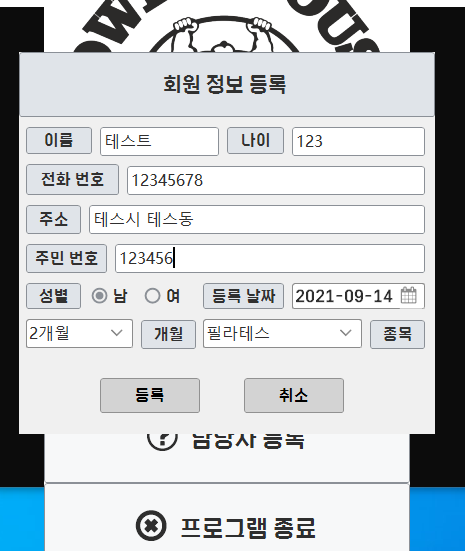 회원 정보 등록
이름 테스트 나이 123
전화 번호 12345678
주소 테스시 테스동
주민 번호 123456
성별 남 여 등록 날짜 2021-09-14
2개월 개월 필라테스 종목
등록 취소
담당자 등록
프로그램 종료